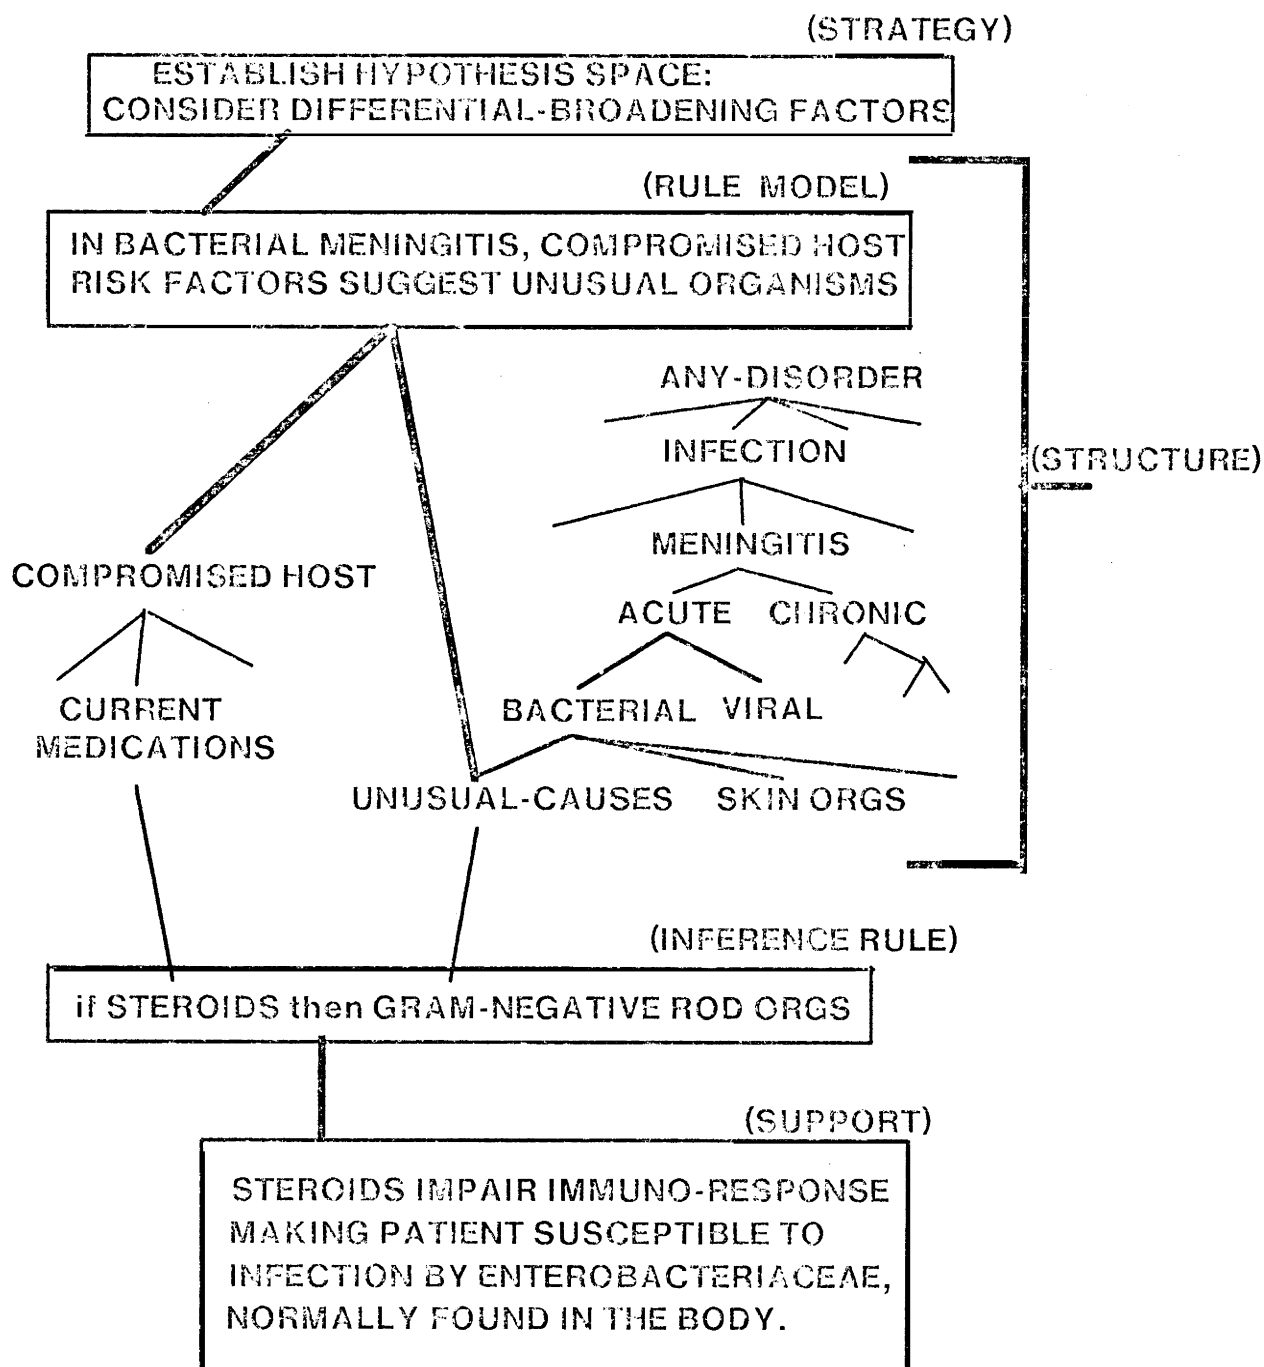 (STRATEGY)
ESTABLISH HYPOTHESIS SPACE:
CONSIDER DIFFERENTIAL-BROADENING FACTORS
(RULE MODEL)
IN BACTERIAL MENINGITIS, COMPROMISED HOST
RISK FACTORS SUGGEST UNUSUAL ORGANISMS
ANY-DISORDER
INFECTION
(STRUCTURE)
MENINGITIS
COMPROMISED HOST
ACUTE CHRONIC
CURRENT
MEDICATIONS
BACTERIAL VIRAL
UNUSUAL-CAUSES SKIN ORGS
(INFERENCE RULE)
if STEROIDS then GRAM-NEGATIVE ROD ORGS
(SUPPORT)
STEROIDS IMPAIR IMMUNO-RESPONSE
MAKING PATIENT SUSCEPTIBLE TO
INFECTION BY ENTEROBACTERIACEAE,
NORMALLY FOUND IN THE BODY.